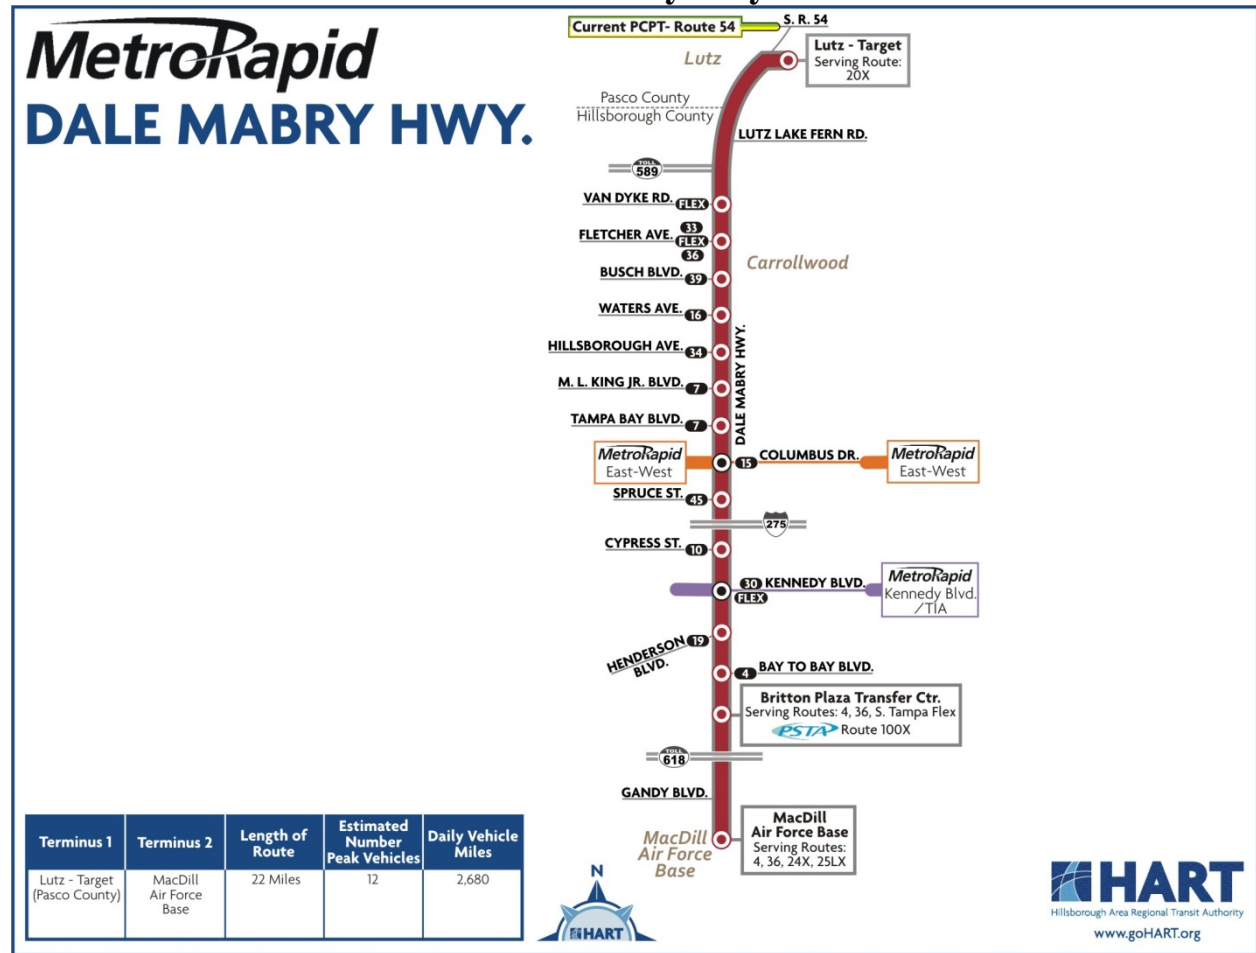 MetroRapid
DALE MABRY HWY.
Current PCPT- Route 54
S. R. 54
Lutz
Lutz - Target
Serving Route:
20X
Pasco County
Hillsborough County
LUTZ LAKE FERN RD.
TOLL
589
VAN DYKE RD. FLEX
33
FLETCHER AVE. FLEX
36
Carrollwood
BUSCH BLVD. 39
WATERS AVE. 16
HILLSBOROUGH AVE. 34
M. L. KING JR. BLVD. 7
DALE MABRY HWY.
TAMPA BAY BLVD. 7
MetroRapid
East-West
15 COLUMBUS DR.
MetroRapid
East-West
SPRUCE ST. 45
275
CYPRESS ST. 10
30 KENNEDY BLVD.
FLEX
MetroRapid
Kennedy Blvd.
/TIA
HENDERSON
BLVD.
19
4 BAY TO BAY BLVD.
Britton Plaza Transfer Ctr.
Serving Routes: 4, 36, S. Tampa Flex
PSTA Route 100X
TOLL
618
GANDY BLVD.
MacDill
Air Force
Base
MacDill
Air Force Base
Serving Routes:
4, 36, 24X, 25LX
Terminus 1 Terminus 2 Length of Route Estimated Number Peak Vehicles Daily Vehicle Miles
Lutz - Target (Pasco County) MacDill Air Force Base 22 Miles 12 2,680
N
HART
HART
Hillsborough Area Regional Transit Authority
www.goHART.org